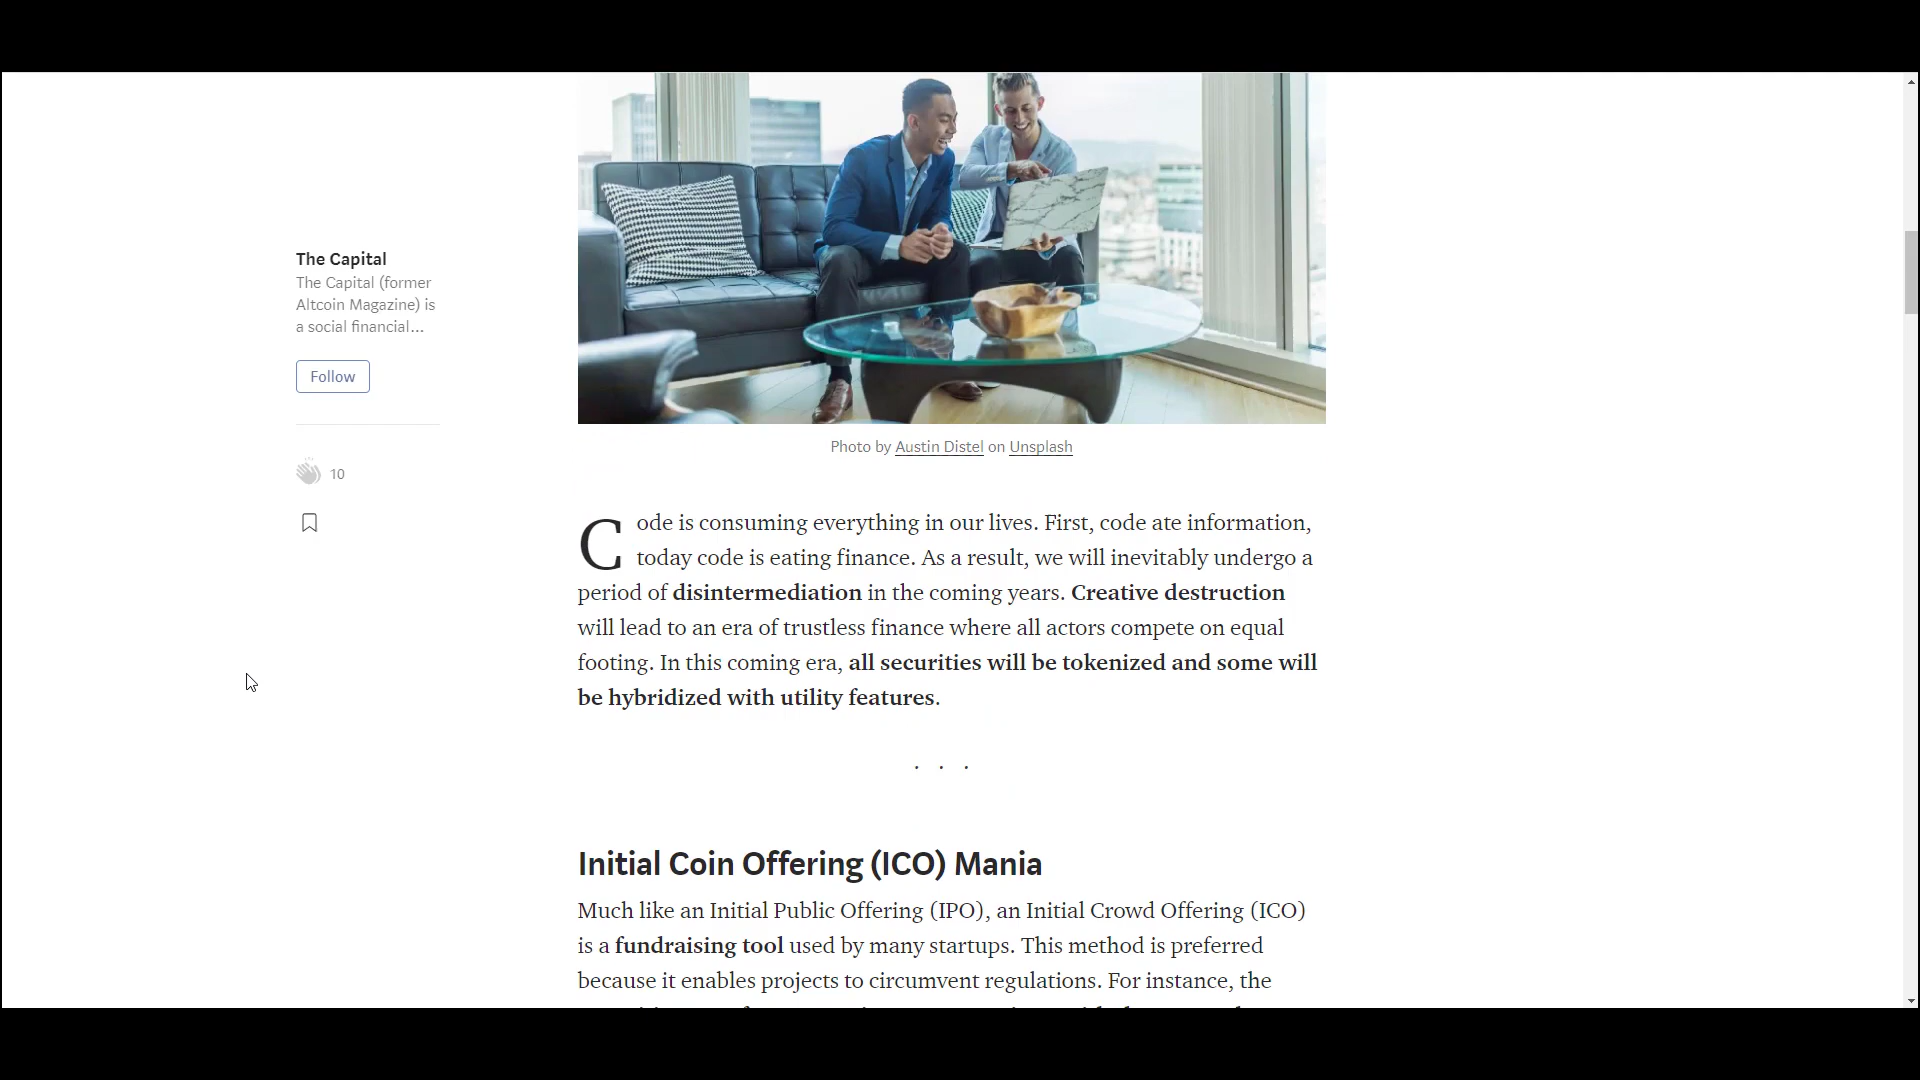 The Capital
The Capital (former
Altcoin Magazine) is
a social financial...
Follow
10
Photo by Austin Distel on Unsplash
Code is consuming everything in our lives. First, code ate information,
today code is eating finance. As a result, we will inevitably undergo a
period of disintermediation in the coming years. Creative destruction
will lead to an era of trustless finance where all actors compete on equal
footing. In this coming era, all securities will be tokenized and some will
be hybridized with utility features.
. . .
Initial Coin Offering (ICO) Mania
Much like an Initial Public Offering (IPO), an Initial Crowd Offering (ICO)
is a fundraising tool used by many startups. This method is preferred
because it enables projects to circumvent regulations. For instance, the